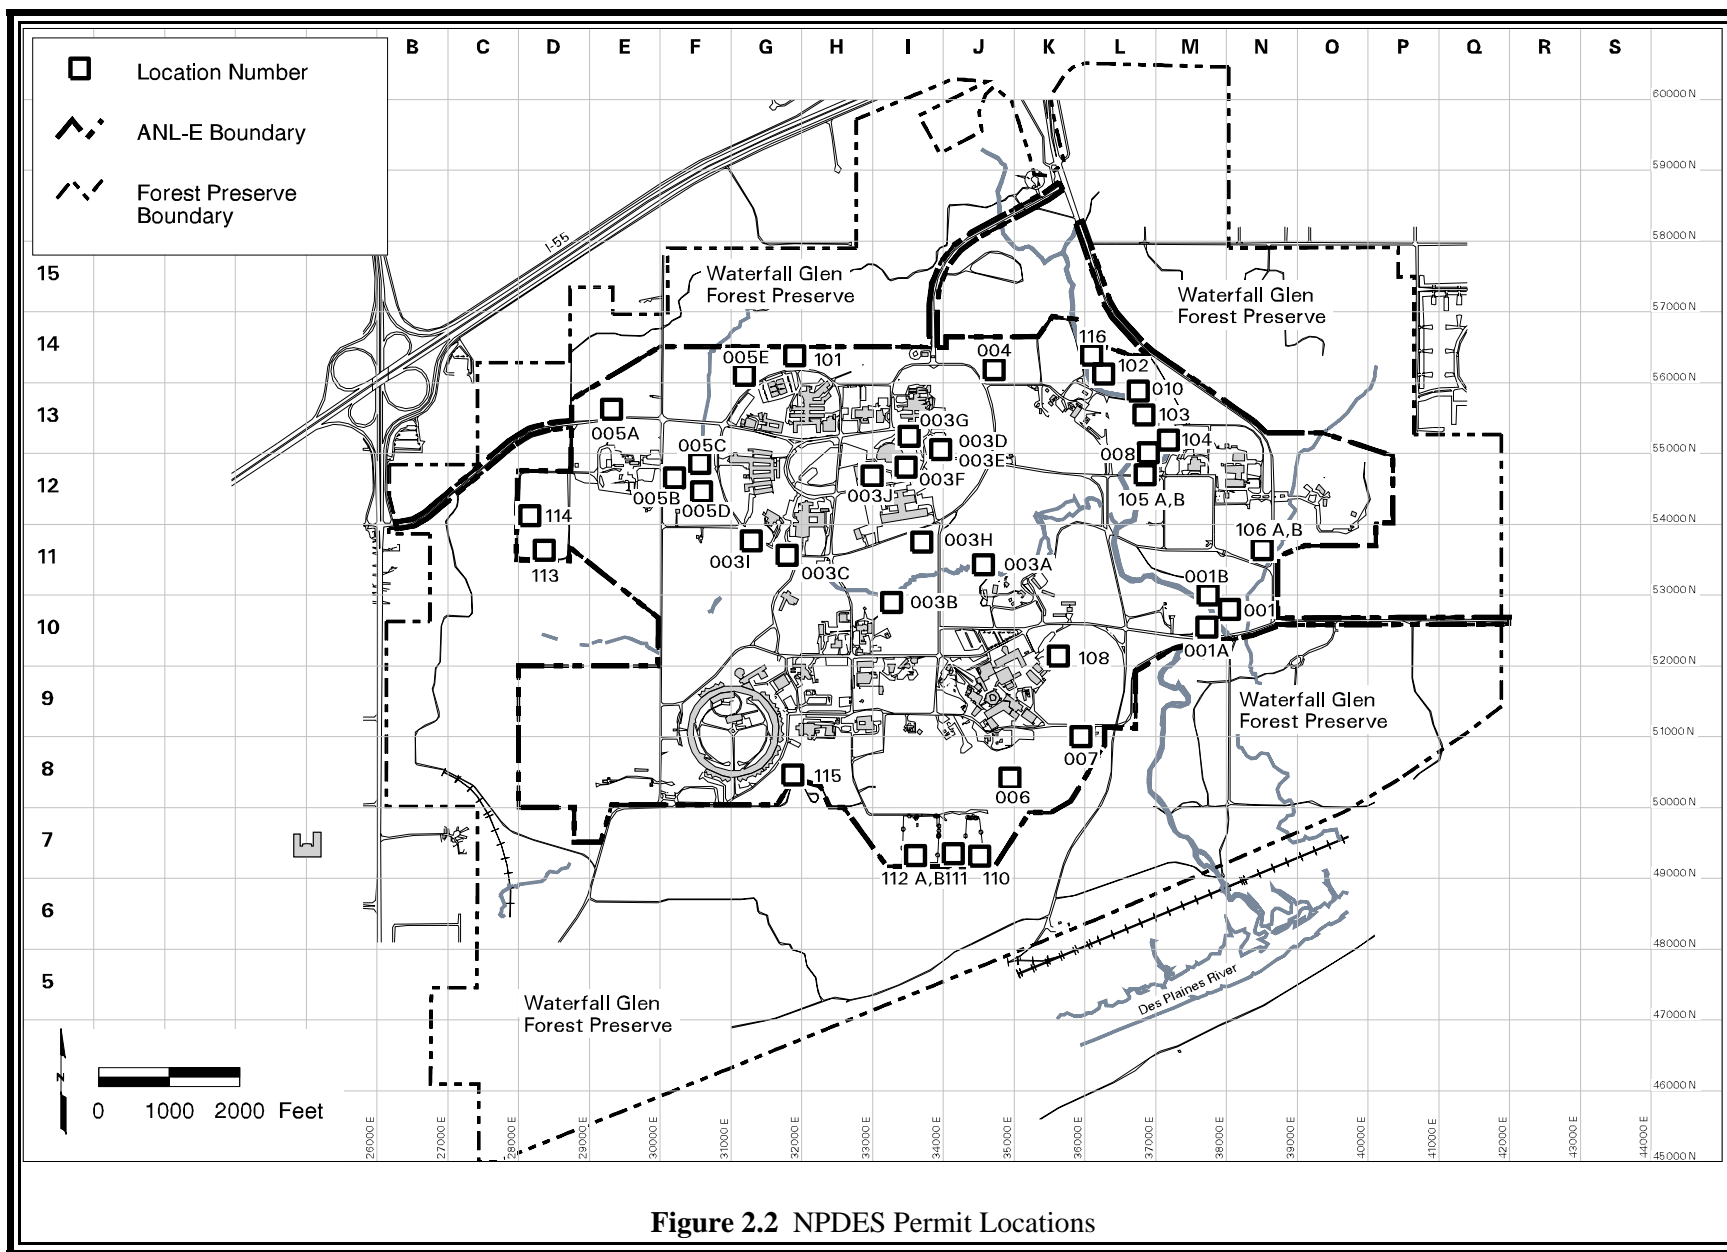 B C D E F G H I J K L M N O P Q R S
Location Number
ANL-E Boundary
Forest Preserve
Boundary
60000 N
59000 N
I-55
58000 N
15
Waterfall Glen
Forest Preserve
Waterfall Glen
Forest Preserve
57000 N
14
116
005E
101
004
102
56000 N
010
13
003G
103
005A
005C
003D
104
55000 N
003E
008
003F
12
005B
003J
105 A,B
005D
114
106 A,B
54000 N
11
003I
003H
113
003C
003A
001B
53000 N
003B
001
10
001A
108
52000 N
9
Waterfall Glen
Forest Preserve
51000 N
007
8
115
006
50000 N
7
112 A,B
111
110
49000 N
6
48000 N
5
Des Plaines River
Waterfall Glen
Forest Preserve
47000 N
N
46000 N
0 1000 2000 Feet
26000 E
27000 E
28000 E
29000 E
30000 E
31000 E
32000 E
33000 E
34000 E
35000 E
36000 E
37000 E
38000 E
39000 E
40000 E
41000 E
42000 E
43000 E
44000 E
45000 N
Figure 2.2 NPDES Permit Locations